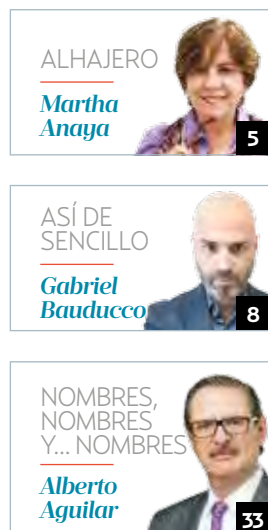 ALHAJERO
Martha
Anaya
5
ASÍ DE
SENCILLO
Gabriel
Bauducco
8
NOMBRES,
NOMBRES
Y... NOMBRES
Alberto
Aguilar
33